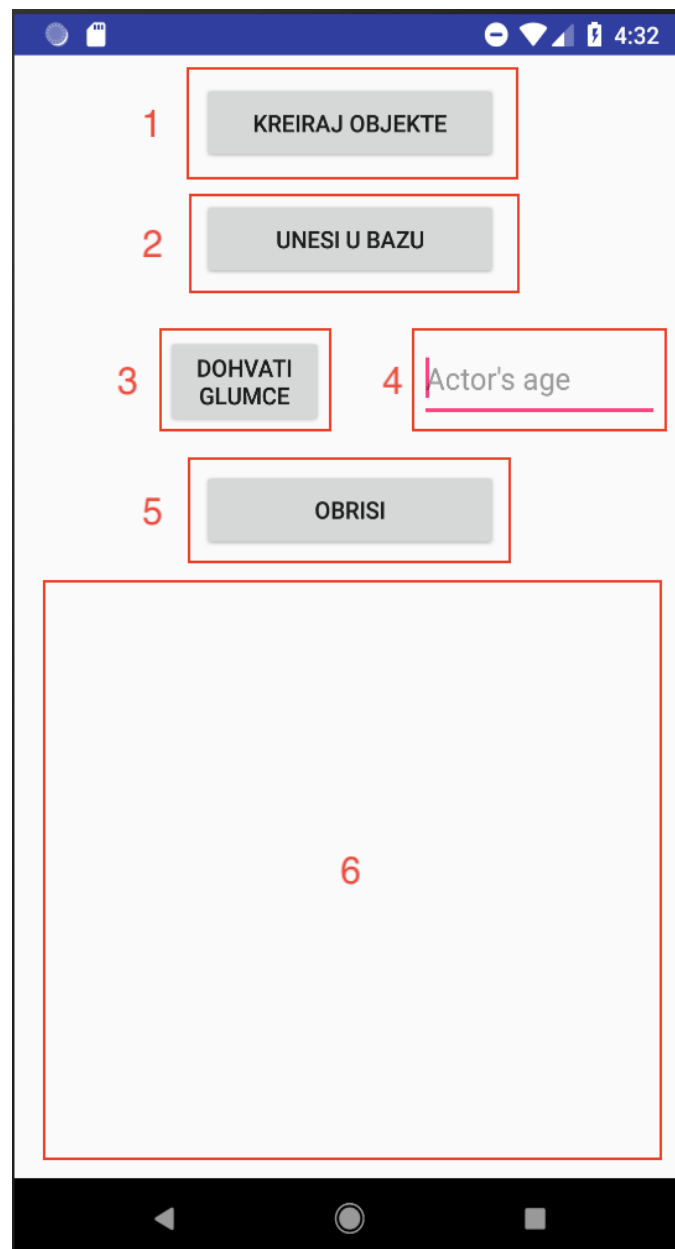 4:32
1
KREIRAJ OBJEKTE
2
UNESI U BAZU
3
DOHVATI
GLUMCE
4
Actor's age
5
OBRISI
6